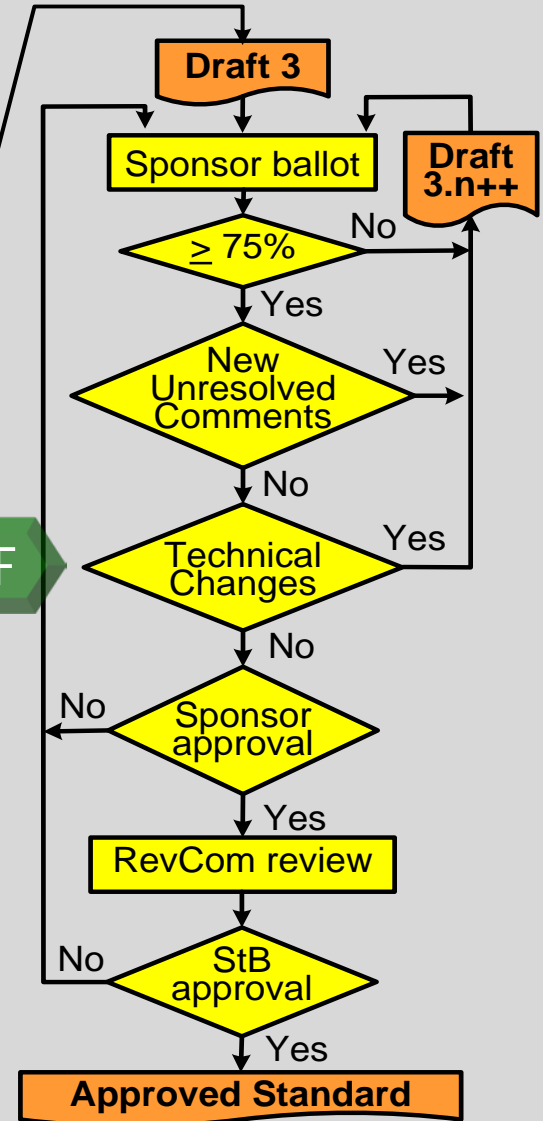 Draft 3
Sponsor ballot
Draft
3.n++
≥ 75%
No
Yes
New
Unresolved
Comments
Yes
No
F
Technical
Changes
Yes
No
No
Sponsor
approval
Yes
RevCom review
No
StB
approval
Yes
Approved Standard